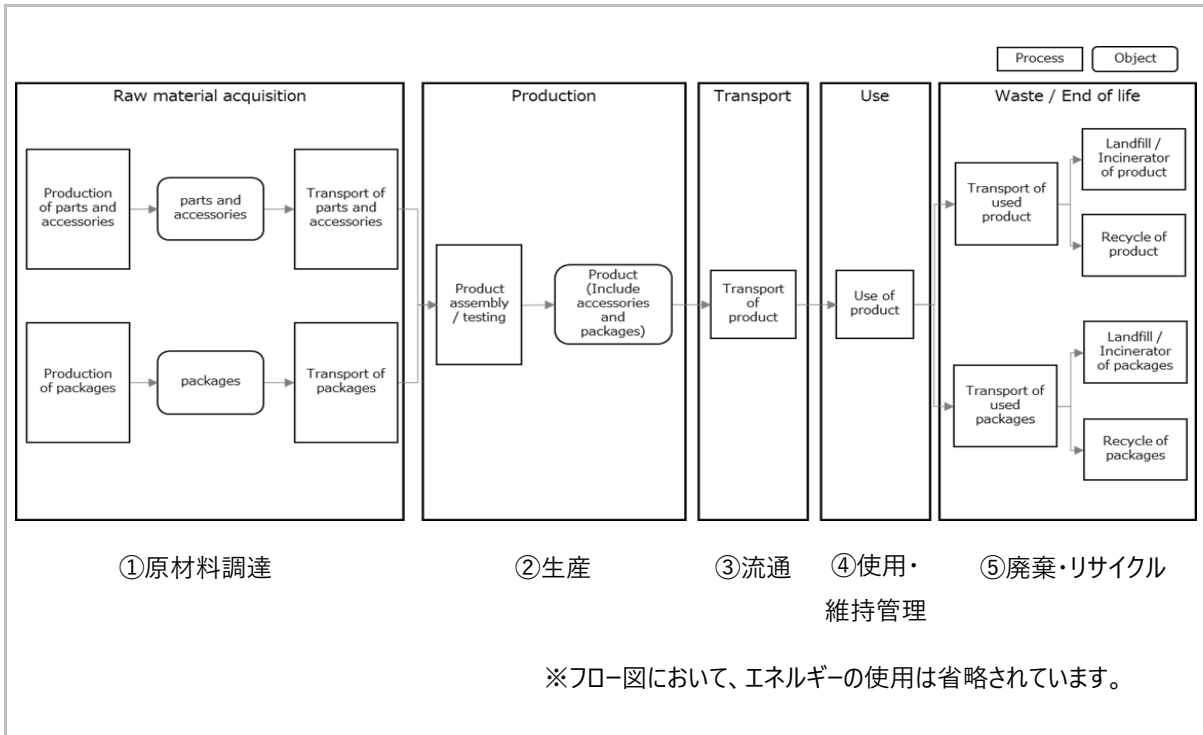 Process
Object
Raw material acquisition
Production
of parts and
accessories
parts and
accessories
Transport of
parts and
accessories
Production
of packages
packages
Transport of
packages
Production
Product
assembly
/ testing
Product
(Include
accessories
and
packages)
Transport
Transport
of
product
Use
Use of
product
Waste / End of life
Transport of
used
product
Landfill /
Incinerator
of product
Recycle of
product
Transport of
used
packages
Landfill /
Incinerator
of packages
Recycle of
packages
①原材料調達
②生産
③流通
④使用・
維持管理
⑤廃棄・リサイクル
※フロー図において、エネルギーの使用は省略されています。